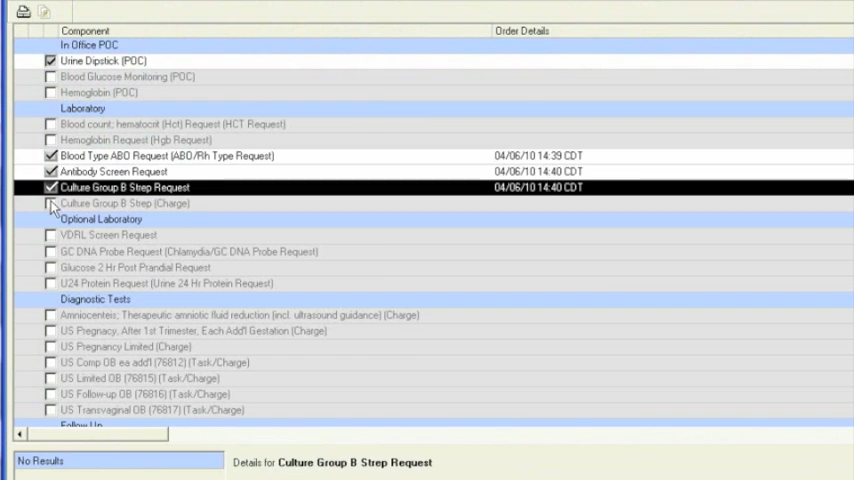 Component Order Details
In Office POC
Urine Dipstick (POC)
Blood Glucose Monitoring (POC)
Hemoglobin (POC)
Laboratory
Blood count; hematocrit (Hct) Request (HCT Request)
Hemoglobin Request (Hgb Request)
Blood Type ABO Request (ABO/Rh Type Request) 04/06/10 14:39 CDT
Antibody Screen Request 04/06/10 14:40 CDT
Culture Group B Strep Request 04/06/10 14:40 CDT
Culture Group B Strep (Charge)
Optional Laboratory
VDRL Screen Request
GC DNA Probe Request (Chlamydia/GC DNA Probe Request)
Glucose 2 Hr Post Prandial Request
U24 Protein Request (Urine 24 Hr Protein Request)
Diagnostic Tests
Amniocenteis; Therapeutic amniotic fluid reduction (incl. ultrasound guidance) (Charge)
US Pregnacy, After 1st Trimester, Each Add'l Gestation (Charge)
US Pregnancy Limited (Charge)
US Comp OB ea add'l (76812) (Task/Charge)
US Limited OB (76815) (Task/Charge)
US Follow-up OB (76816) (Task/Charge)
US Transvaginal OB (76817) (Task/Charge)
Follow Up
No Results Details for Culture Group B Strep Request